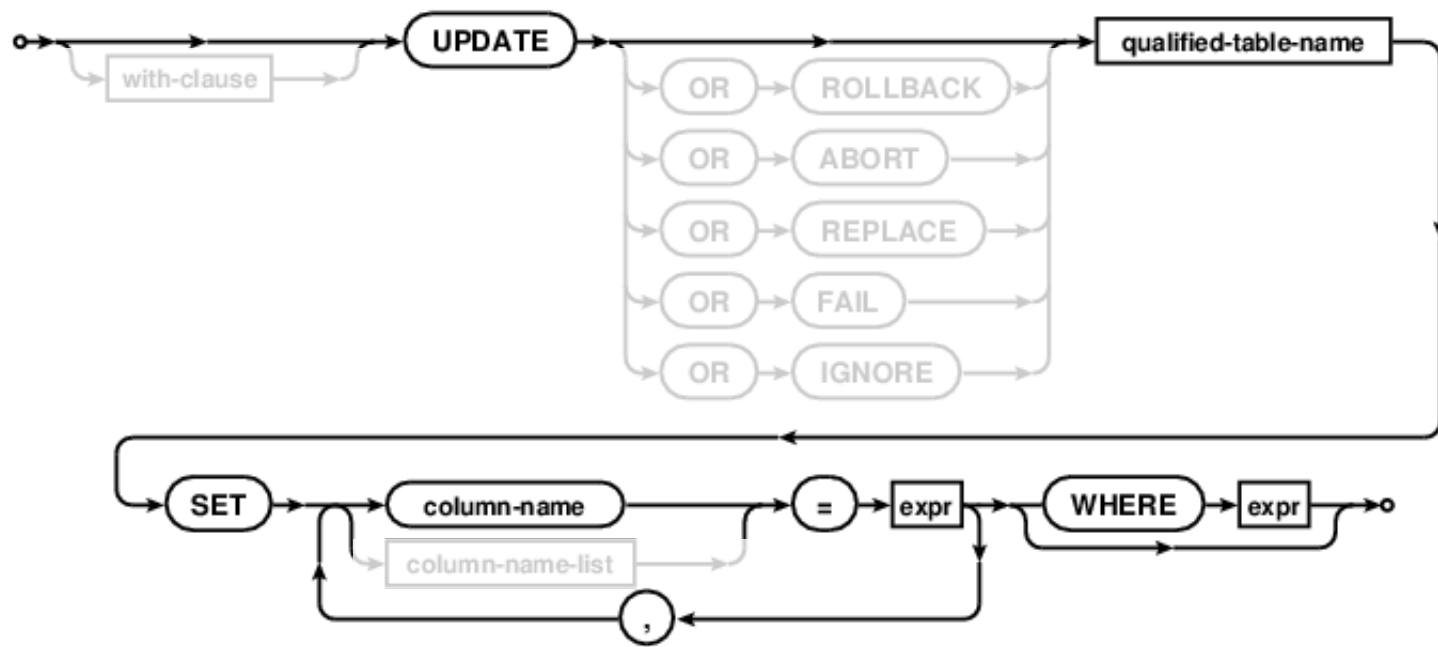 UPDATE qualified-table-name
with-clause
OR ROLLBACK
OR ABORT
OR REPLACE
OR FAIL
OR IGNORE
SET column-name = expr WHERE expr
column-name-list
,